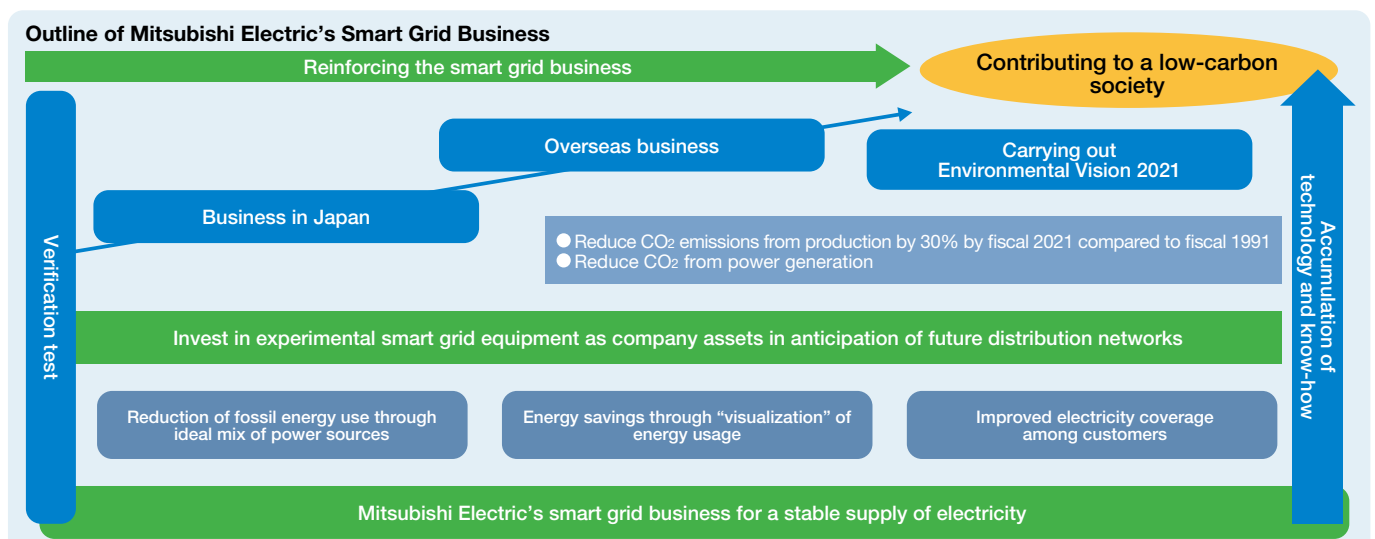 Outline of Mitsubishi Electric's Smart Grid Business
Reinforcing the smart grid business
Contributing to a low-carbon
society
Overseas business
Carrying out
Environmental Vision 2021
Business in Japan
Verification test
● Reduce CO2 emissions from production by 30% by fiscal 2021 compared to fiscal 1991
● Reduce CO2 from power generation
Accumulation of
technology and know-how
Invest in experimental smart grid equipment as company assets in anticipation of future distribution networks
Reduction of fossil energy use through
ideal mix of power sources
Energy savings through “visualization” of
energy usage
Improved electricity coverage
among customers
Mitsubishi Electric's smart grid business for a stable supply of electricity